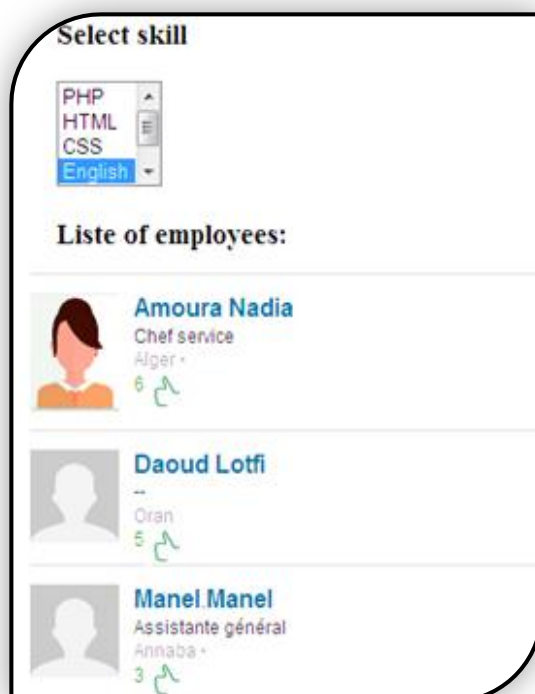 Select skill
PHP
HTML
CSS
English
Liste of employees:
Amoura Nadia
Chef service
Alger •
6
Daoud Lotfi
--
Oran
5
Manel.Manel
Assistante général
Annaba •
3